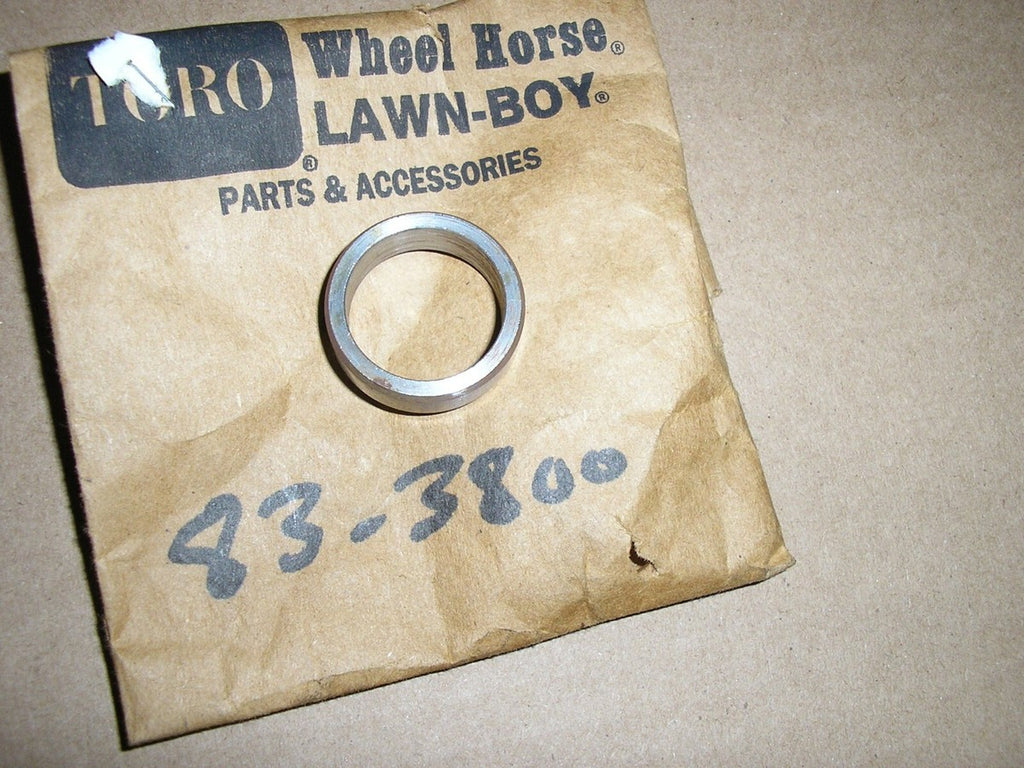 TORO ®
Wheel Horse®
LAWN-BOY®
PARTS & ACCESSORIES
83-3800